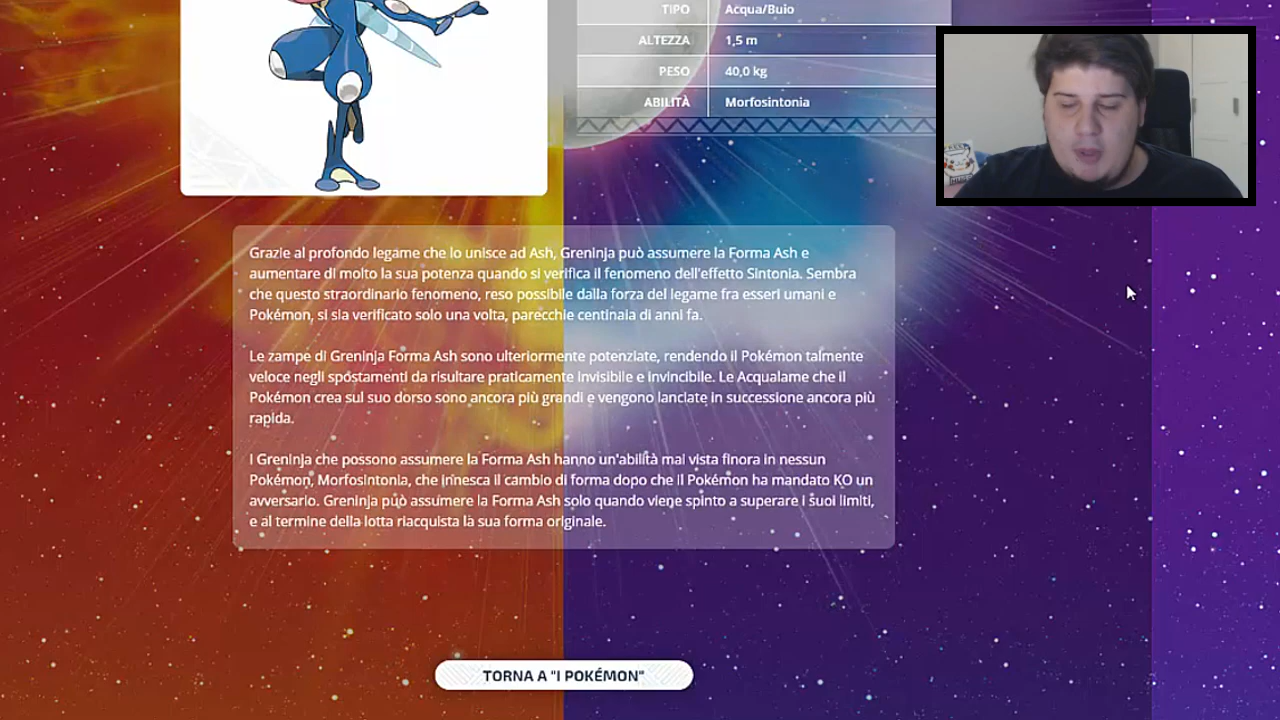 TIPO Acqua/Buio
ALTEZZA 1,5 m
PESO 40,0 kg
ABILITÀ Morfosintonia
Grazie al profondo legame che lo unisce ad Ash, Greninja può assumere la Forma Ash e
aumentare di molto la sua potenza quando si verifica il fenomeno dell'effetto Sintonia. Sembra
che questo straordinario fenomeno, reso possibile dalla forza del legame fra esseri umani e
Pokémon, si sia verificato solo una volta, parecchie centinaia di anni fa.
Le zampe di Greninja Forma Ash sono ulteriormente potenziate, rendendo il Pokémon talmente
veloce negli spostamenti da risultare praticamente invisibile e invincibile. Le Acqualame che il
Pokémon crea sul suo dorso sono ancora più grandi e vengono lanciate in successione ancora più
rapida.
I Greninja che possono assumere la Forma Ash hanno un'abilità mai vista finora in nessun
Pokémon, Morfosintonia, che innesca il cambio di forma dopo che il Pokémon ha mandato KO un
avversario. Greninja può assumere la Forma Ash solo quando viene spinto a superare i suoi limiti,
e al termine della lotta riacquista la sua forma originale.
TORNA A "I POKÉMON"